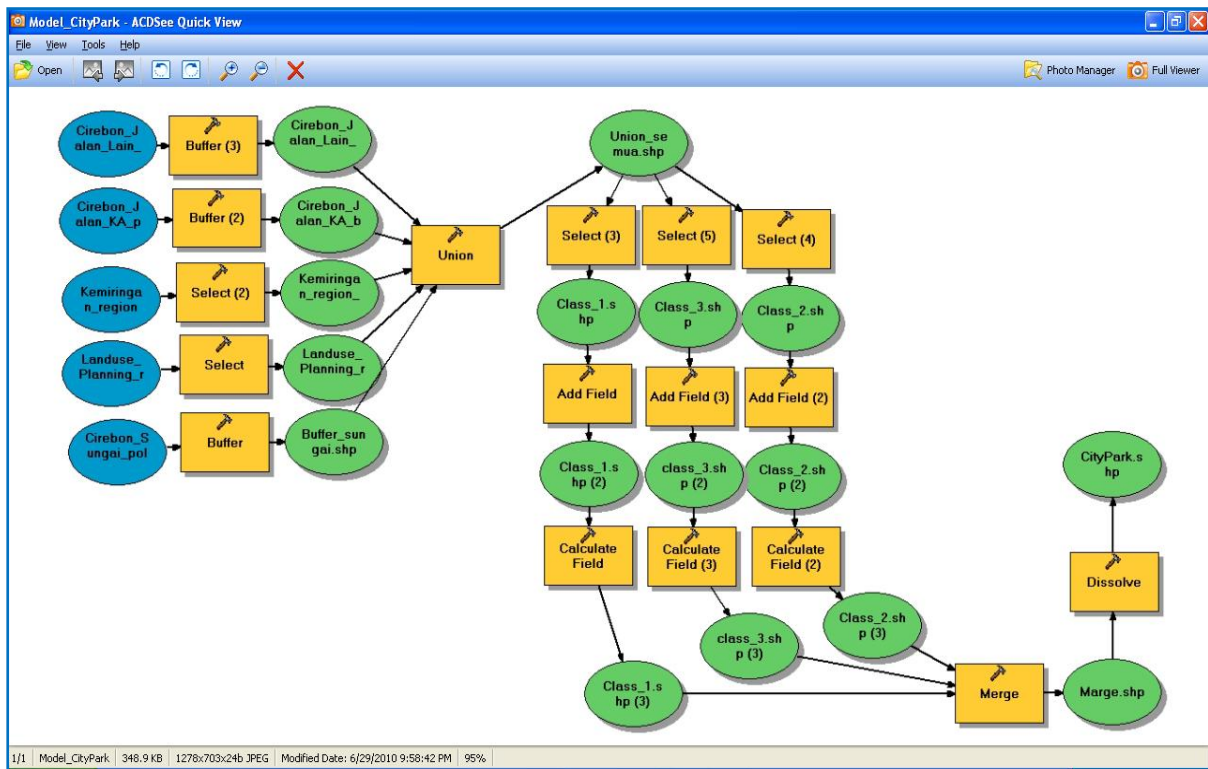 Model_CityPark - ACDSee Quick View
File View Tools Help
Open
Photo Manager
Full Viewer
Cirebon_J
alan_Lain_
Buffer (3)
Cirebon_J
alan_Lain_
Cirebon_J
alan_KA_p
Buffer (2)
Cirebon_J
alan_KA_b
Kemiringa
n_region
Select (2)
Kemiringa
n_region_
Landuse_
Planning_r
Select
Landuse_
Planning_r
Cirebon_S
ungai_pol
Buffer
Buffer_sun
gai.shp
Union
Union_se
mua.shp
Select (3)
Select (5)
Select (4)
Class_1.s
hp
Class_3.sh
p
Class_2.sh
p
Add Field
Add Field (3)
Add Field (2)
Class_1.s
hp (2)
class_3.sh
p (2)
Class_2.sh
p (2)
Calculate
Field
Calculate
Field (3)
Calculate
Field (2)
Class_1.s
hp (3)
class_3.sh
p (3)
Class_2.sh
p (3)
Merge
Marge.shp
Dissolve
CityPark.s
hp
1/1 Model_CityPark 348.9 KB 1278x703x24b JPEG Modified Date: 6/29/2010 9:58:42 PM 95%